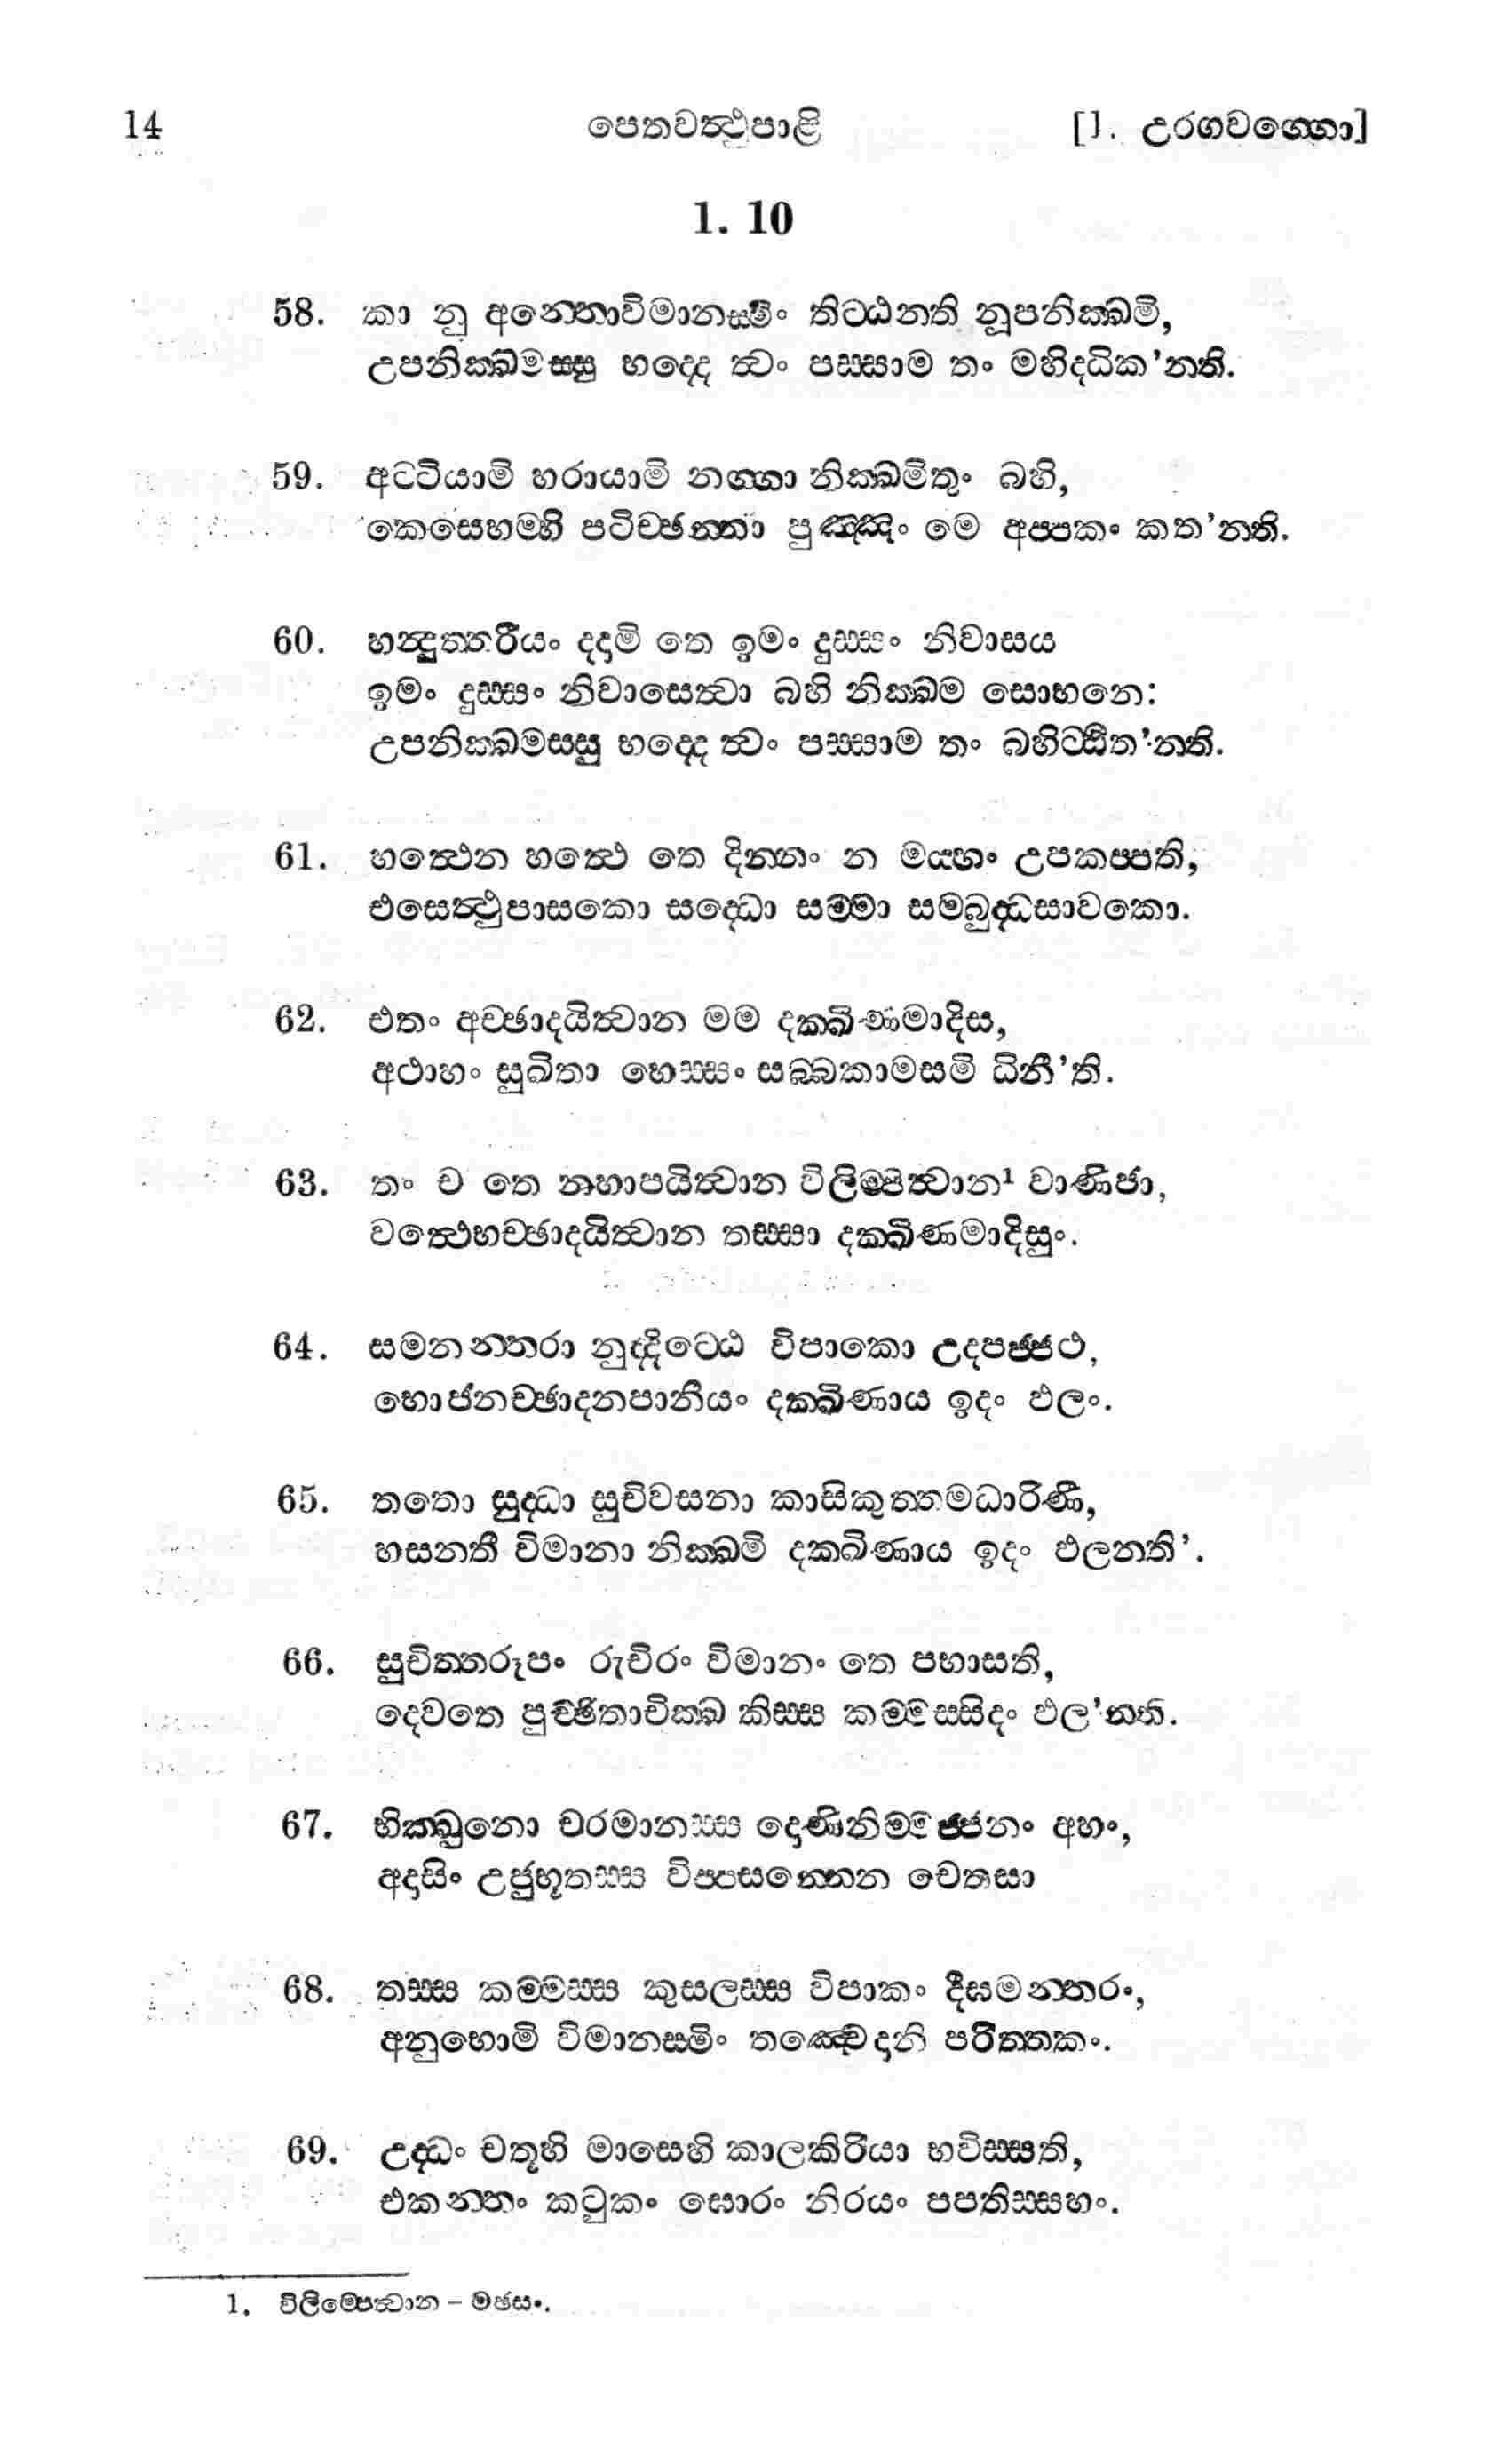 14
පෙතවත්‍ථුපාළි
[1. උරගවග්ගො]
1. 10
58. කා නු අන්තොවිමානස්මිං තිට්ඨන්ති නූපනික්ඛමි,
උපනික්ඛමස්සු භද්දෙ ත්‍වං පස්සාම තං මහිද්ධික'න්ති.
59. අට්ටියාමි හරායාමි නග්ගා නික්ඛමිතුං බහි,
කෙසෙහම්හි පටිච්ඡන්නා පුඤ්ඤං මෙ අප්පකං කත'න්ති.
60. හන්දුත්තරීයං දදාමි තෙ ඉමං දුස්සං නිවාසය
ඉමං දුස්සං නිවාසෙත්‍වා බහි නික්ඛම සොභනෙ:
උපනික්ඛමස්සු භද්දෙ ත්‍වං පස්සාම තං බහිට්ඨිත'න්ති.
61. හත්‍ථෙන හත්‍ථෙ තෙ දින්නං න මය්හං උපකප්පති,
එසෙත්‍ථුපාසකො සද්ධො සම්මා සම්බුද්ධසාවකො.
62. එතං අච්ඡාදයිත්‍වාන මම දක්ඛිණමාදිස,
අථාහං සුඛිතා හෙස්සං සබ්බකාමසමිද්ධිනී'ති.
63. තං ච තෙ නහාපයිත්‍වාන විලිම්පිත්‍වාන¹ වාණිජා,
වත්‍ථෙහච්ඡාදයිත්‍වාන තස්සා දක්ඛිණමාදිසුං.
64. සමනන්තරා නුද්දිට්ඨෙ විපාකො උදපජ්ජථ,
භොජනච්ඡාදනපානීයං දක්ඛිණාය ඉදං ඵලං.
65. තතො සුද්ධා සුචිවසනා කාසිකුත්තමධාරිණී,
හසන්තී විමානා නික්ඛමි දක්ඛිණාය ඉදං ඵලන්ති'.
66. සුචිත්තරූපං රුචිරං විමානං තෙ පභාසති,
දෙවතෙ පුච්ඡිතාචික්ඛ කිස්ස කම්මස්සිදං ඵල'න්ති.
67. භික්ඛුනො චරමානස්ස දොණිනිම්මජ්ජනං අහං,
අදාසිං උජුභූතස්ස විප්පසන්නෙන චෙතසා
68. තස්ස කම්මස්ස කුසලස්ස විපාකං දීඝමන්තරං,
අනුභොමි විමානස්මිං තඤ්චෙදානි පරිත්තකං.
69. උද්ධං චතූහි මාසෙහි කාලකිරියා භවිස්සති,
එකන්තං කටුකං ඝොරං නිරයං පපතිස්සහං.
1. විලිම්පෙත්‍වාන – මඡසං.